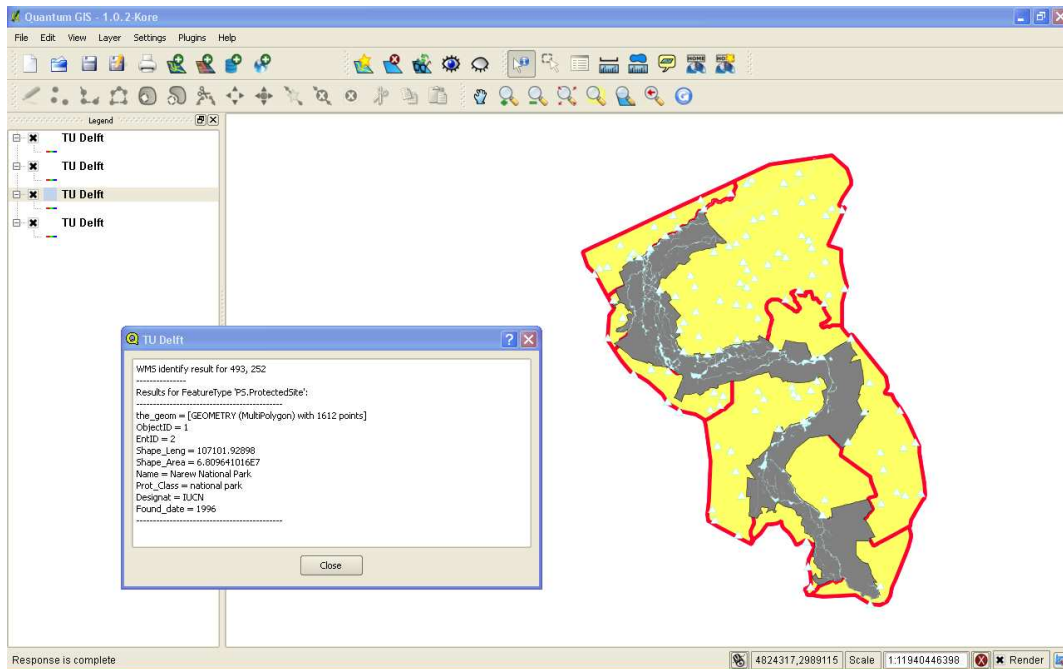 Quantum GIS - 1.0.2-Kore
File Edit View Layer Settings Plugins Help
Legend
TU Delft
TU Delft
TU Delft
TU Delft
TU Delft
WMS identify result for 493, 252
---------------
Results for FeatureType 'PS.ProtectedSite':
--------------------------------------------
the_geom = [GEOMETRY (MultiPolygon) with 1612 points]
ObjectID = 1
EntID = 2
Shape_Leng = 107101.92898
Shape_Area = 6.809641016E7
Name = Narew National Park
Prot_Class = national park
Designat = IUCN
Found_date = 1996
--------------------------------------------
Close
Response is complete
4824317,2989115 Scale 1:11940446398 Render